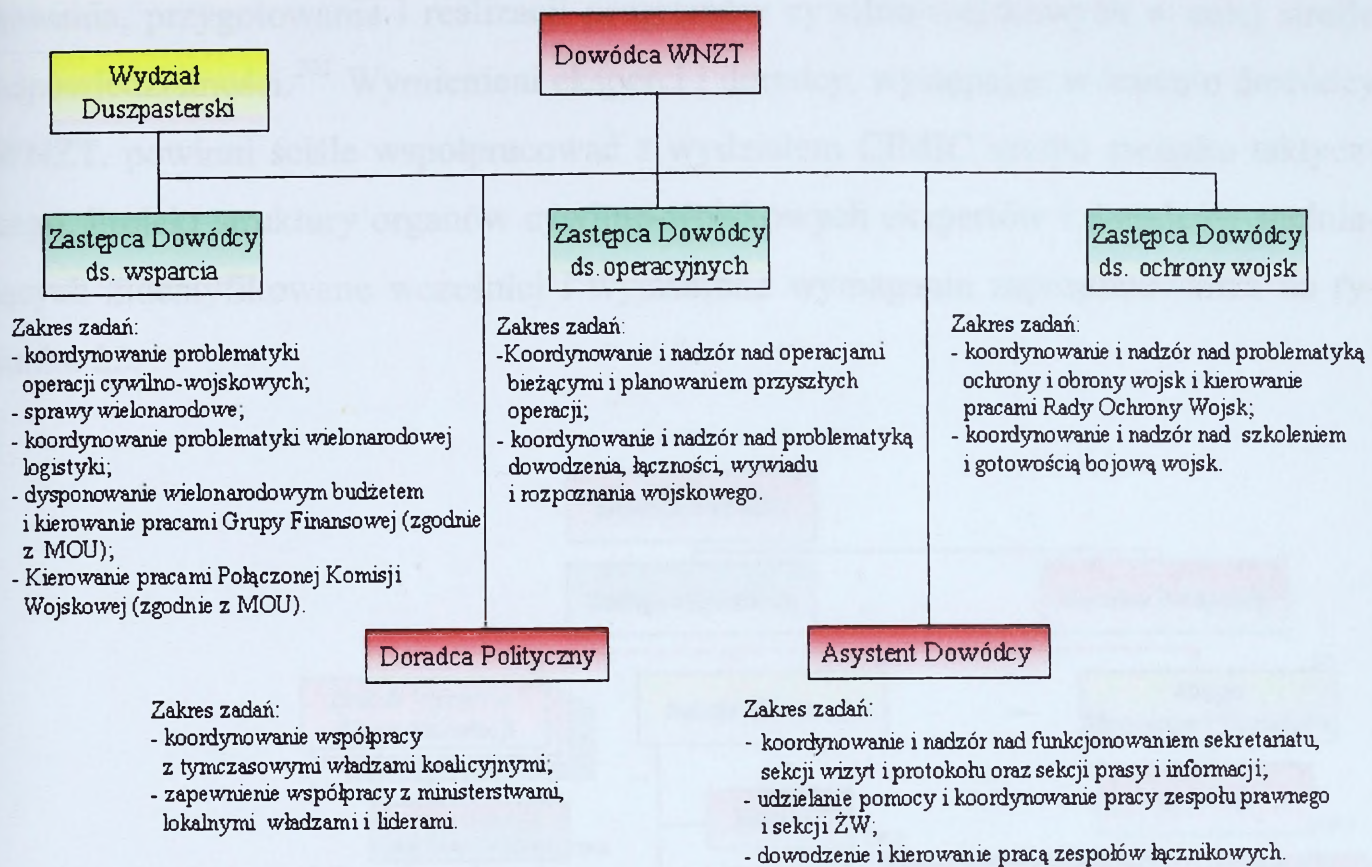 Dowódca WNZT
Wydział
Duszpasterski
Zastępca Dowódcy
ds. wsparcia
Zakres zadań:
- koordynowanie problematyki
operacji cywilno-wojskowych;
- sprawy wielonarodowe;
- koordynowanie problematyki wielonarodowej
logistyki;
- dysponowanie wielonarodowym budżetem
i kierowanie pracami Grupy Finansowej (zgodnie
z MOU);
- Kierowanie pracami Połączonej Komisji
Wojskowej (zgodnie z MOU).
Zastępca Dowódcy
ds. operacyjnych
Zakres zadań:
-Koordynowanie i nadzór nad operacjami
bieżącymi i planowaniem przyszłych
operacji;
- koordynowanie i nadzór nad problematyką
dowodzenia, łączności, wywiadu
i rozpoznania wojskowego.
Zastępca Dowódcy
ds. ochrony wojsk
Zakres zadań:
- koordynowanie i nadzór nad problematyką
ochrony i obrony wojsk i kierowanie
pracami Rady Ochrony Wojsk;
- koordynowanie i nadzór nad szkoleniem
i gotowością bojową wojsk.
Doradca Polityczny
Zakres zadań:
- koordynowanie współpracy
z tymczasowymi władzami koalicyjnymi;
- zapewnienie współpracy z ministerstwami,
lokalnymi władzami i liderami.
Asystent Dowódcy
Zakres zadań:
- koordynowanie i nadzór nad funkcjonowaniem sekretariatu,
sekcji wizyt i protokołu oraz sekcji prasy i informacji;
- udzielanie pomocy i koordynowanie pracy zespołu prawnego
i sekcji ŻW;
- dowodzenie i kierowanie pracą zespołów łącznikowych.